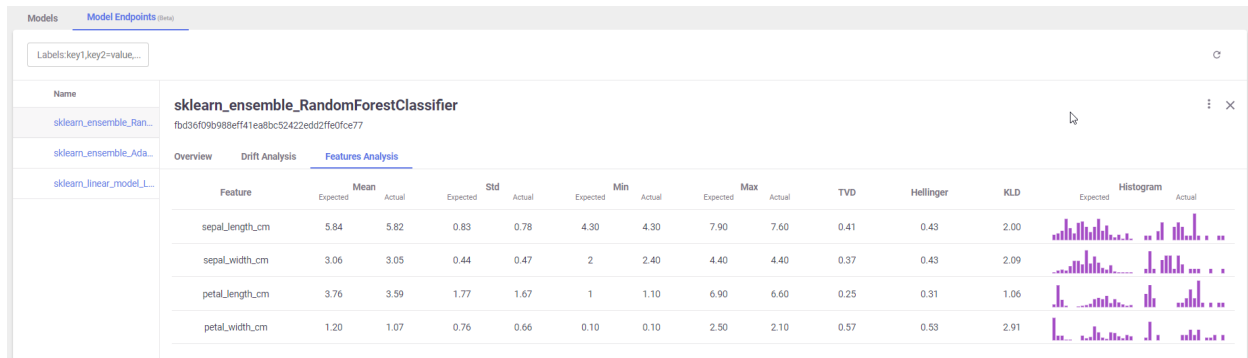 Models Model Endpoints (Beta)
Labels:key1,key2=value,...
Name
sklearn_ensemble_Ran...
sklearn_ensemble_Ada...
sklearn_linear_model_L...
sklearn_ensemble_RandomForestClassifier
fbd36f09b988eff41ea8bc52422edd2ffe0fce77
Overview Drift Analysis Features Analysis
Feature Mean Std Min Max TVD Hellinger KLD Histogram
Expected Actual Expected Actual Expected Actual Expected Actual Expected Actual
sepal_length_cm 5.84 5.82 0.83 0.78 4.30 4.30 7.90 7.60 0.41 0.43 2.00
sepal_width_cm 3.06 3.05 0.44 0.47 2 2.40 4.40 4.40 0.37 0.43 2.09
petal_length_cm 3.76 3.59 1.77 1.67 1 1.10 6.90 6.60 0.25 0.31 1.06
petal_width_cm 1.20 1.07 0.76 0.66 0.10 0.10 2.50 2.10 0.57 0.53 2.91